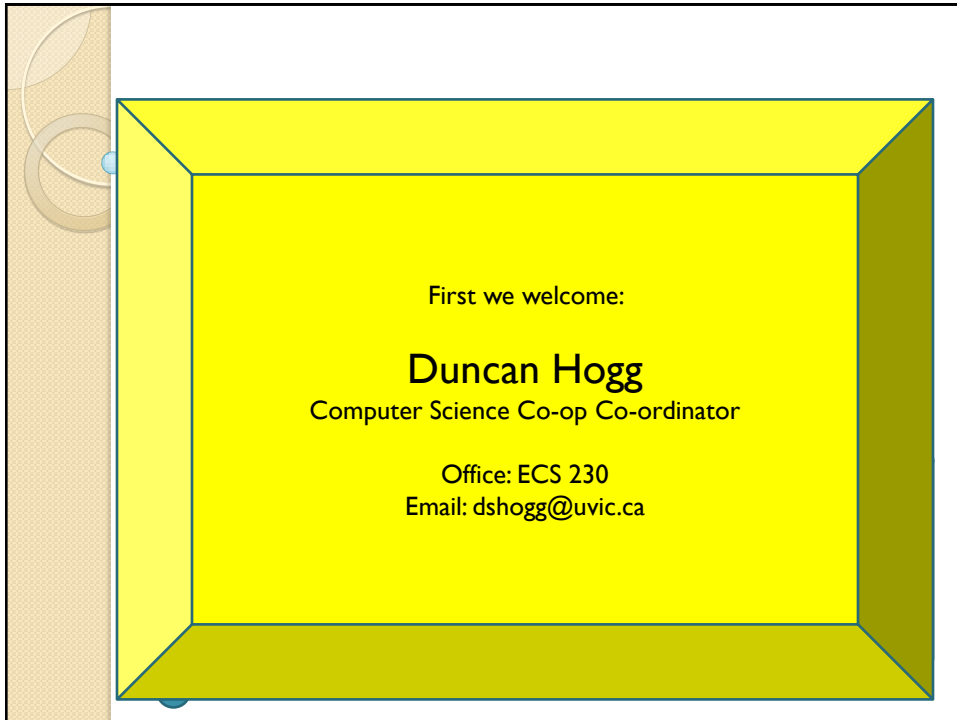 First we welcome:
Duncan Hogg
Computer Science Co-op Co-ordinator
Office: ECS 230
Email: dshogg@uvic.ca